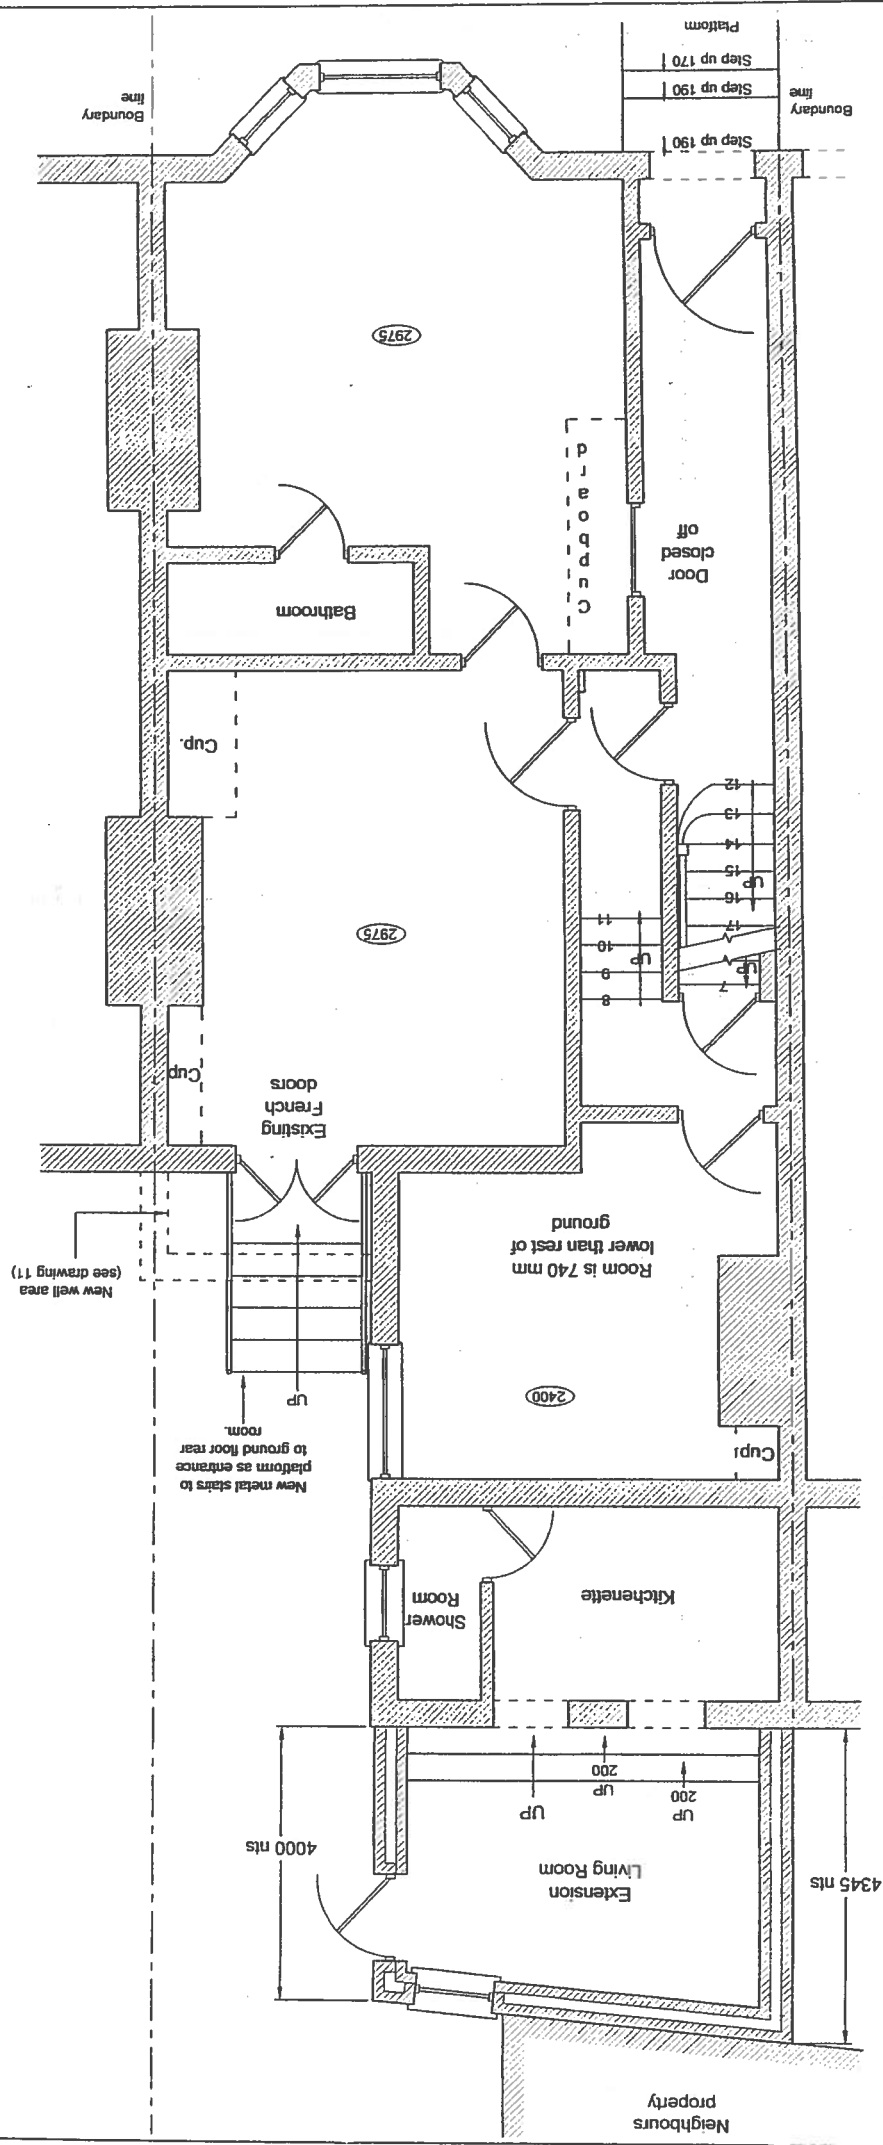 Neighbours
property
4345 nts
Extension
Living Room
4000 nts
UP
200
UP
200
UP
Kitchenette
Shower
Room
Cup.
2400
New metal stairs to
platform as entrance
to ground floor rear
room.
UP
Room is 740 mm
lower than rest of
ground
New well area
(see drawing 11)
Existing
French
doors
Cup
7
UP
8
9
10
11
UP
17
16
15
14
13
12
UP
2975
Cup.
Door
closed
off
Cupboard
Bathroom
2975
Boundary
line
Step up 190
Step up 190
Step up 170
Platform
Boundary
line